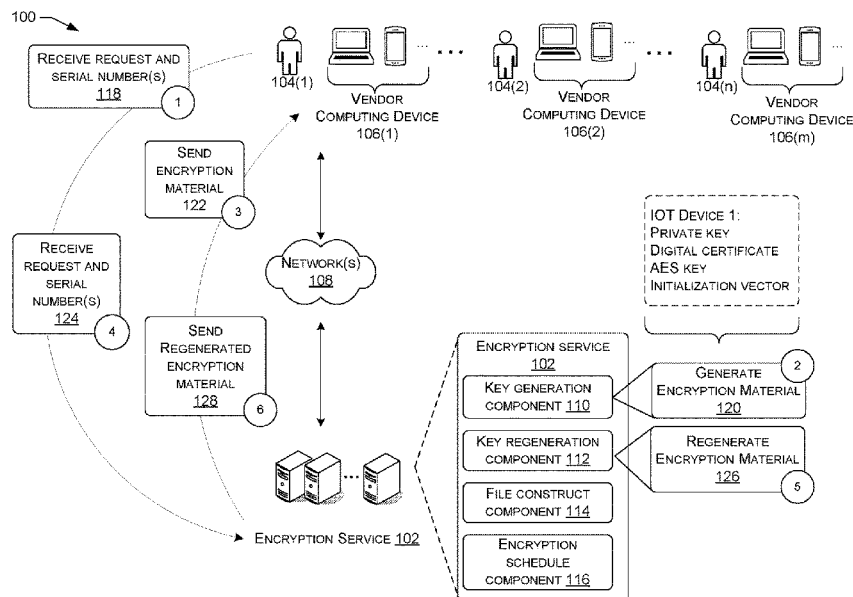 100
RECEIVE REQUEST AND
SERIAL NUMBER(S)
118
1
104(1)
VENDOR
COMPUTING DEVICE
106(1)
...
104(2)
VENDOR
COMPUTING DEVICE
106(2)
...
104(n)
VENDOR
COMPUTING DEVICE
106(m)
SEND
ENCRYPTION
MATERIAL
122
3
RECEIVE
REQUEST AND
SERIAL
NUMBER(S)
124
4
NETWORK(S)
108
SEND
REGENERATED
ENCRYPTION
MATERIAL
128
6
IOT DEVICE 1:
PRIVATE KEY
DIGITAL CERTIFICATE
AES KEY
INITIALIZATION VECTOR
ENCRYPTION SERVICE
102
KEY GENERATION
COMPONENT 110
2
GENERATE
ENCRYPTION MATERIAL
120
KEY REGENERATION
COMPONENT 112
REGENERATE
ENCRYPTION MATERIAL
126
5
FILE CONSTRUCT
COMPONENT 114
ENCRYPTION
SCHEDULE
COMPONENT 116
ENCRYPTION SERVICE 102